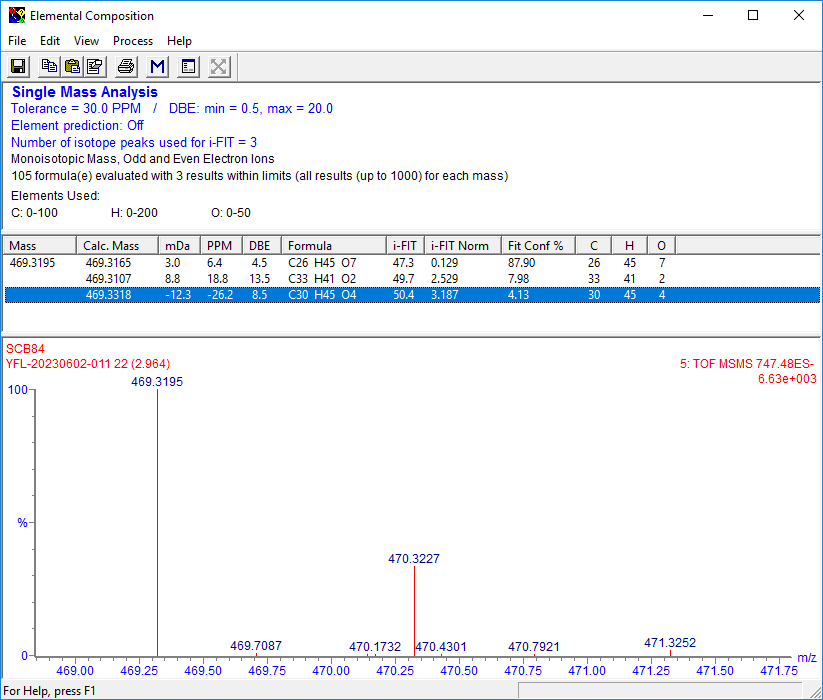 Elemental Composition
File Edit View Process Help
Single Mass Analysis
Tolerance = 30.0 PPM / DBE: min = 0.5, max = 20.0
Element prediction: Off
Number of isotope peaks used for i-FIT = 3
Monoisotopic Mass, Odd and Even Electron Ions
105 formula(e) evaluated with 3 results within limits (all results (up to 1000) for each mass)
Elements Used:
C: 0-100 H: 0-200 O: 0-50
Mass Calc. Mass mDa PPM DBE Formula i-FIT i-FIT Norm Fit Conf % C H O
469.3195 469.3165 3.0 6.4 4.5 C26 H45 O7 47.3 0.129 87.90 26 45 7
469.3107 8.8 18.8 13.5 C33 H41 O2 49.7 2.529 7.98 33 41 2
469.3318 -12.3 -26.2 8.5 C30 H45 O4 50.4 3.187 4.13 30 45 4
SCB84
YFL-20230602-011 22 (2.964) 5: TOF MSMS 747.48ES-
6.63e+003
469.3195
100
%
470.3227
469.7087 470.1732 470.4301 470.7921 471.3252
0
m/z
469.00 469.25 469.50 469.75 470.00 470.25 470.50 470.75 471.00 471.25 471.50 471.75
For Help, press F1